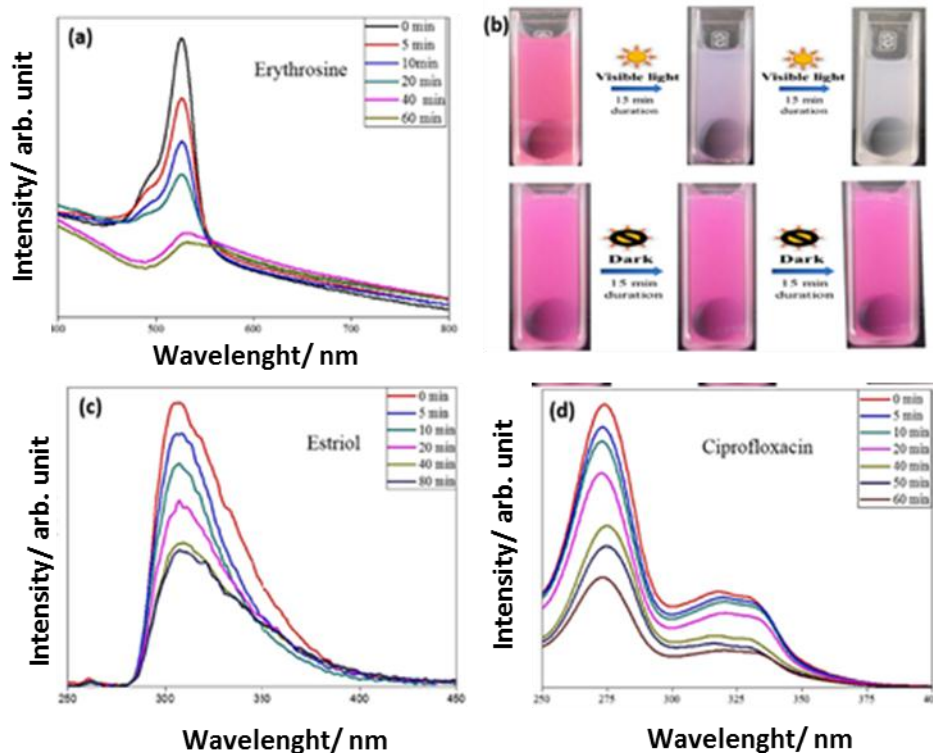 (a)
Erythrosine
0 min
5 min
10min
20 min
40 min
60 min
Intensity/ arb. unit
500
600
700
800
Wavelenght/ nm
(b)
Visible light
15 min
duration
Visible light
15 min
duration
Dark
15 min
duration
Dark
15 min
duration
(c)
Estriol
0 min
5 min
10 min
20 min
40 min
80 min
Intensity/ arb. unit
250
300
350
400
450
Wavelenght/ nm
(d)
Ciprofloxacin
0 min
5 min
10 min
20 min
40 min
50 min
60 min
Intensity/ arb. unit
250
275
300
325
350
375
Wavelenght/ nm